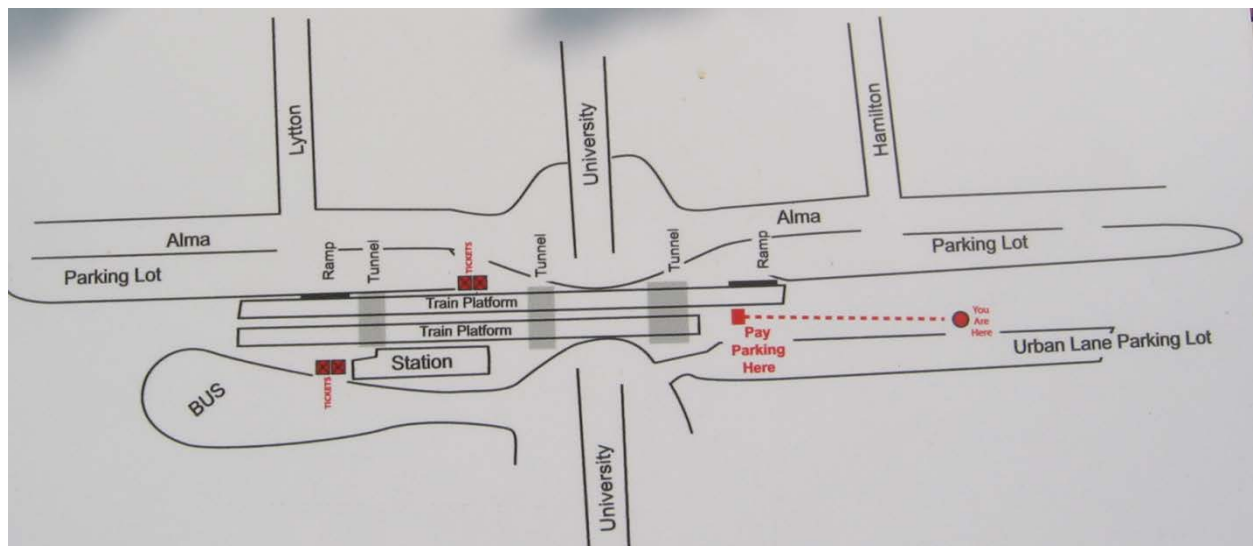 Lytton
University
Hamilton
Alma
Alma
Parking Lot
Parking Lot
Ramp
Tunnel
TICKETS
Tunnel
Tunnel
Ramp
Train Platform
Train Platform
You
Are
Here
Pay
Parking
Here
Urban Lane Parking Lot
Station
TICKETS
BUS
University